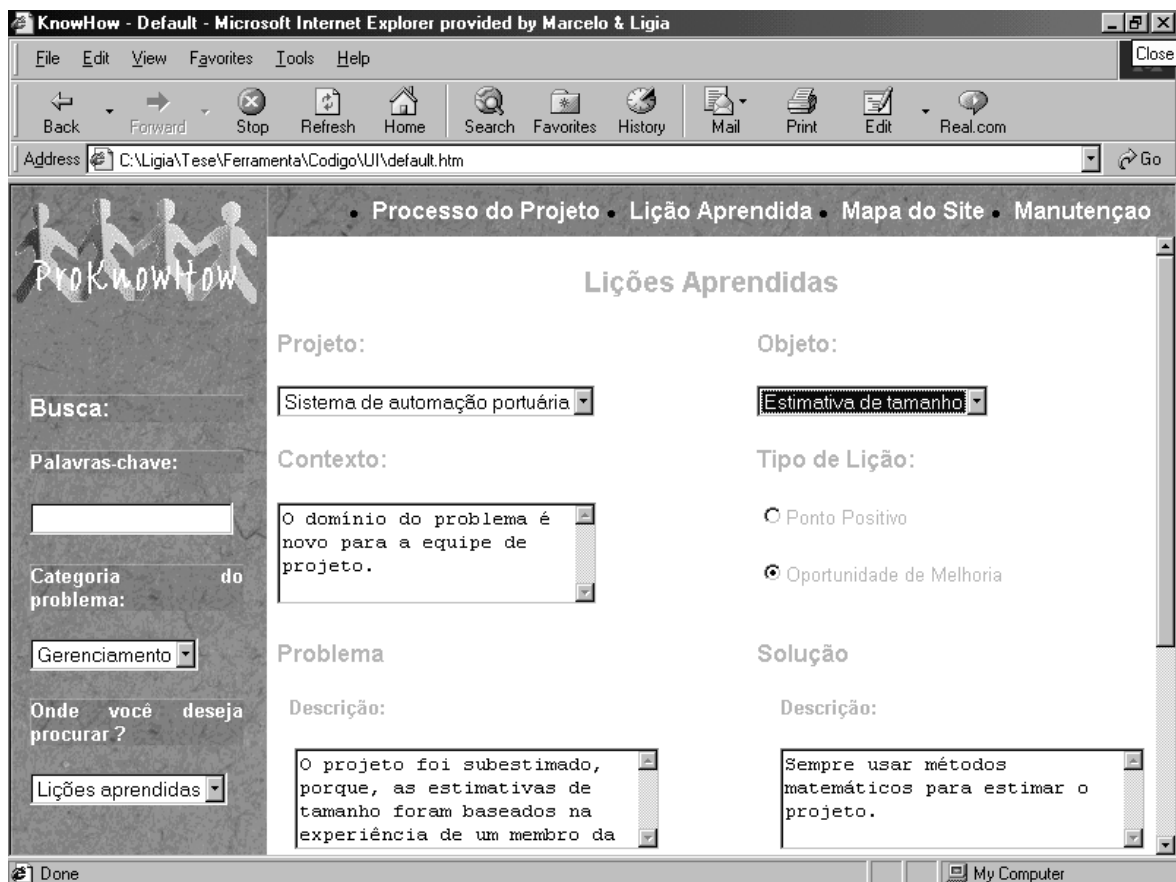 KnowHow - Default - Microsoft Internet Explorer provided by Marcelo & Ligia
Close
File Edit View Favorites Tools Help
Back Forward Stop Refresh Home Search Favorites History Mail Print Edit Real.com
Address C:\Ligia\Tese\Ferramenta\Codigo\UI\default.htm Go
ProKnowHow
Processo do Projeto Lição Aprendida Mapa do Site Manutençao
Busca:
Palavras-chave:
Categoria do
problema:
Gerenciamento
Onde você deseja
procurar ?
Lições aprendidas
Lições Aprendidas
Projeto:
Sistema de automação portuária
Objeto:
Estimativa de tamanho
Contexto:
O domínio do problema é
novo para a equipe de
projeto.
Tipo de Lição:
Ponto Positivo
Oportunidade de Melhoria
Problema
Descrição:
O projeto foi subestimado,
porque, as estimativas de
tamanho foram baseados na
experiência de um membro da
Solução
Descrição:
Sempre usar métodos
matemáticos para estimar o
projeto.
Done
My Computer